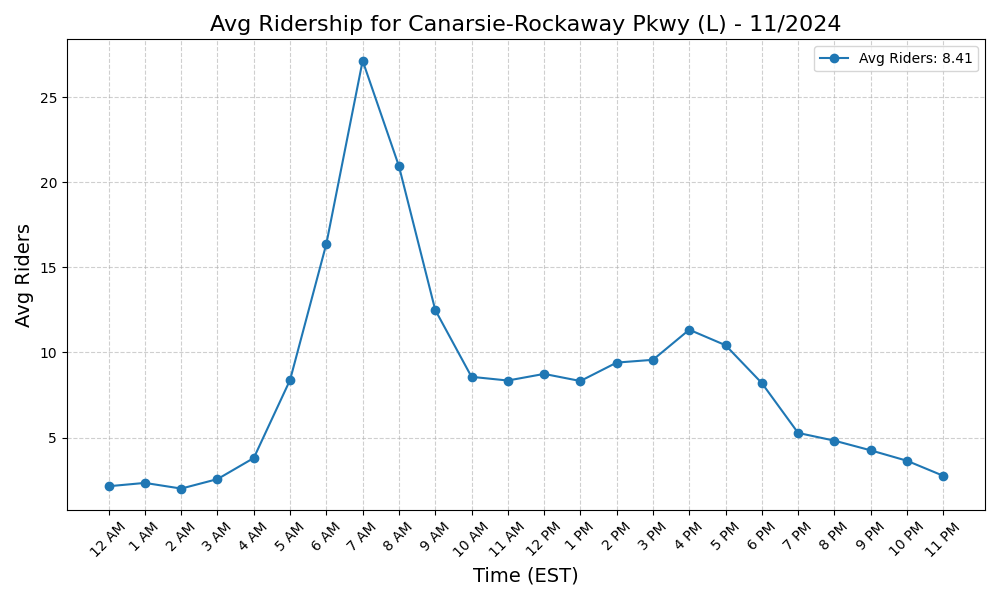 Avg Ridership for Canarsie-Rockaway Pkwy (L) - 11/2024
Avg Riders: 8.41
Avg Riders
25
20
15
10
5
12 AM
1 AM
2 AM
3 AM
4 AM
5 AM
6 AM
7 AM
8 AM
9 AM
10 AM
11 AM
12 PM
1 PM
2 PM
3 PM
4 PM
5 PM
6 PM
7 PM
8 PM
9 PM
10 PM
11 PM
Time (EST)